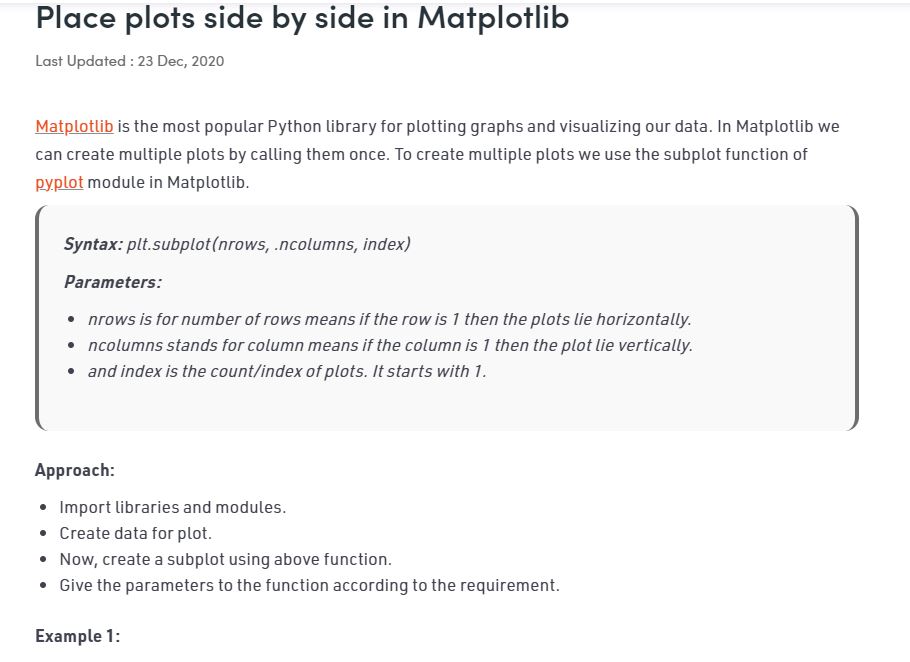 Place plots side by side in Matplotlib
Last Updated : 23 Dec, 2020
Matplotlib is the most popular Python library for plotting graphs and visualizing our data. In Matplotlib we
can create multiple plots by calling them once. To create multiple plots we use the subplot function of
pyplot module in Matplotlib.
Syntax: plt.subplot(nrows, .ncolumns, index)
Parameters:
• nrows is for number of rows means if the row is 1 then the plots lie horizontally.
• ncolumns stands for column means if the column is 1 then the plot lie vertically.
• and index is the count/index of plots. It starts with 1.
Approach:
• Import libraries and modules.
• Create data for plot.
• Now, create a subplot using above function.
• Give the parameters to the function according to the requirement.
Example 1: